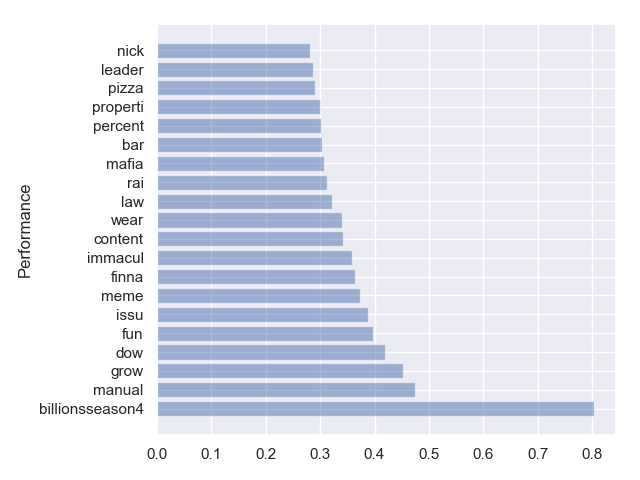 nick
leader
pizza
properti
percent
bar
mafia
rai
law
wear
content
immacul
finna
meme
issu
fun
dow
grow
manual
billionsseason4
Performance
0.0 0.1 0.2 0.3 0.4 0.5 0.6 0.7 0.8